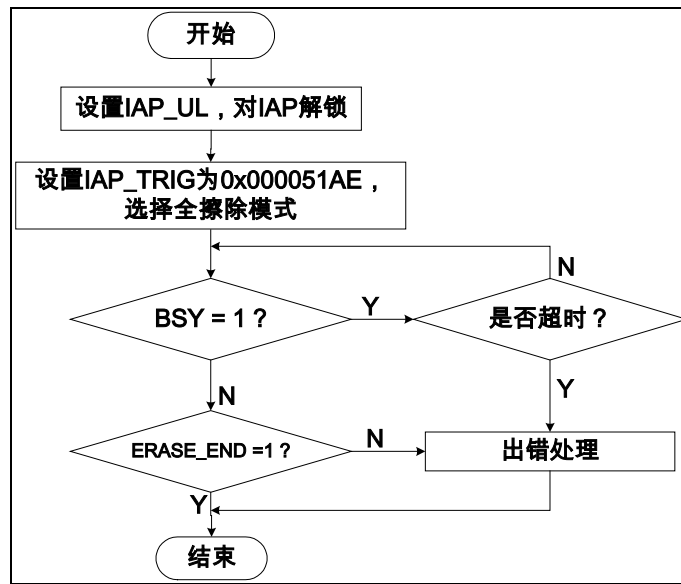 开始
设置IAP_UL，对IAP解锁
设置IAP_TRIG为0x000051AE，
选择全擦除模式
N
BSY = 1？
Y
是否超时？
N
Y
ERASE_END =1？
N
出错处理
Y
结束